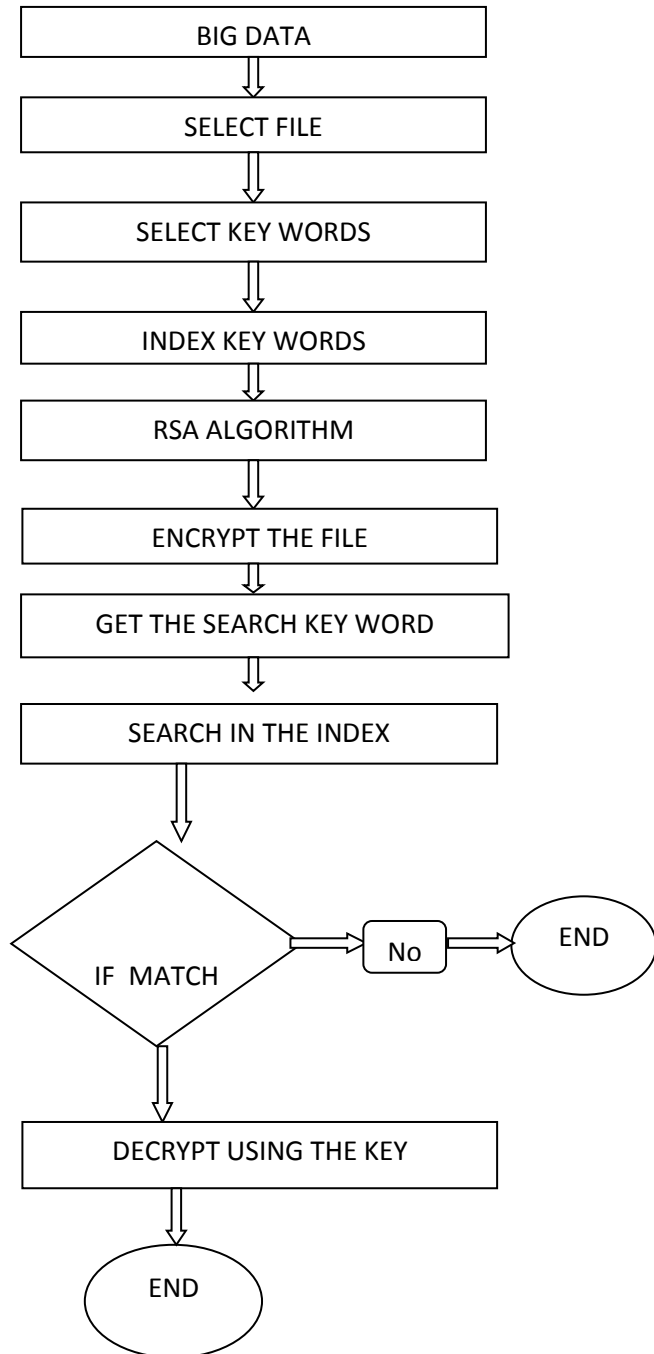 BIG DATA
SELECT FILE
SELECT KEY WORDS
INDEX KEY WORDS
RSA ALGORITHM
ENCRYPT THE FILE
GET THE SEARCH KEY WORD
SEARCH IN THE INDEX
IF MATCH
No
END
DECRYPT USING THE KEY
END